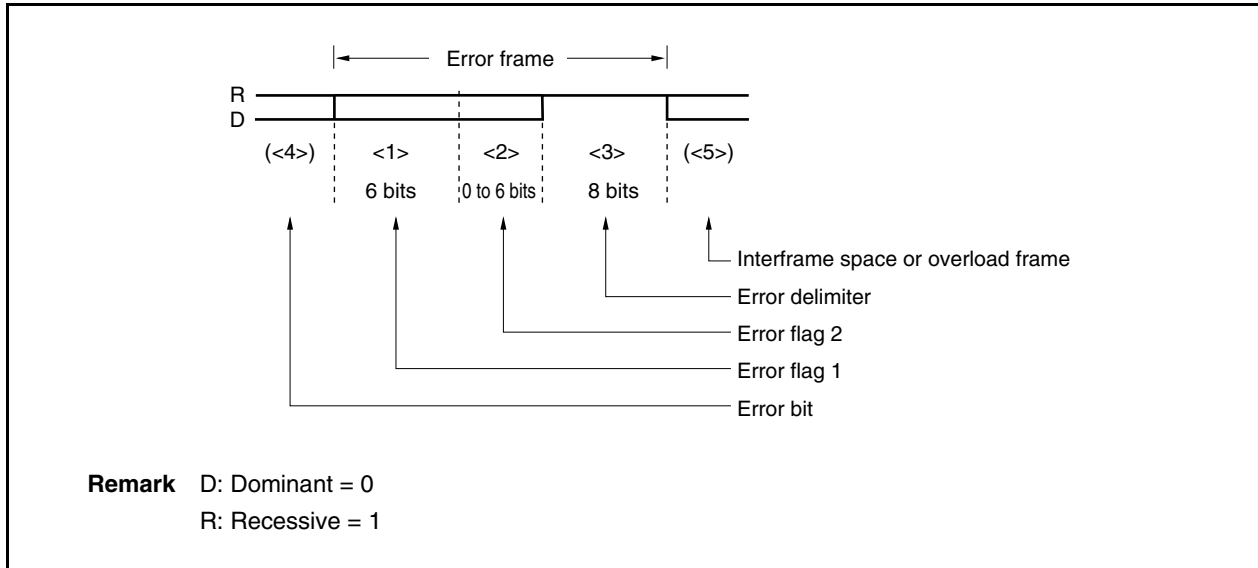 Error frame
R
D
(<4>) <1> <2> <3> (<5>)
6 bits 0 to 6 bits 8 bits
Interframe space or overload frame
Error delimiter
Error flag 2
Error flag 1
Error bit
Remark D: Dominant = 0
R: Recessive = 1